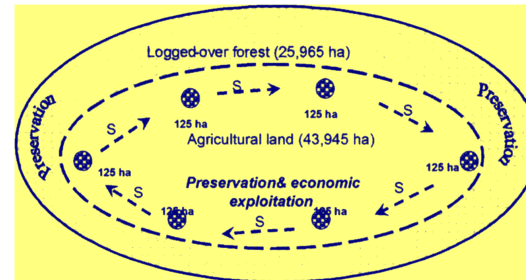 Logged-over forest (25,965 ha)
Preservation
Preservation
S
S
S
125 ha
125 ha
Agricultural land (43,945 ha)
125 ha
125 ha
Preservation& economic
exploitation
S
S
S
125 ha
125 ha